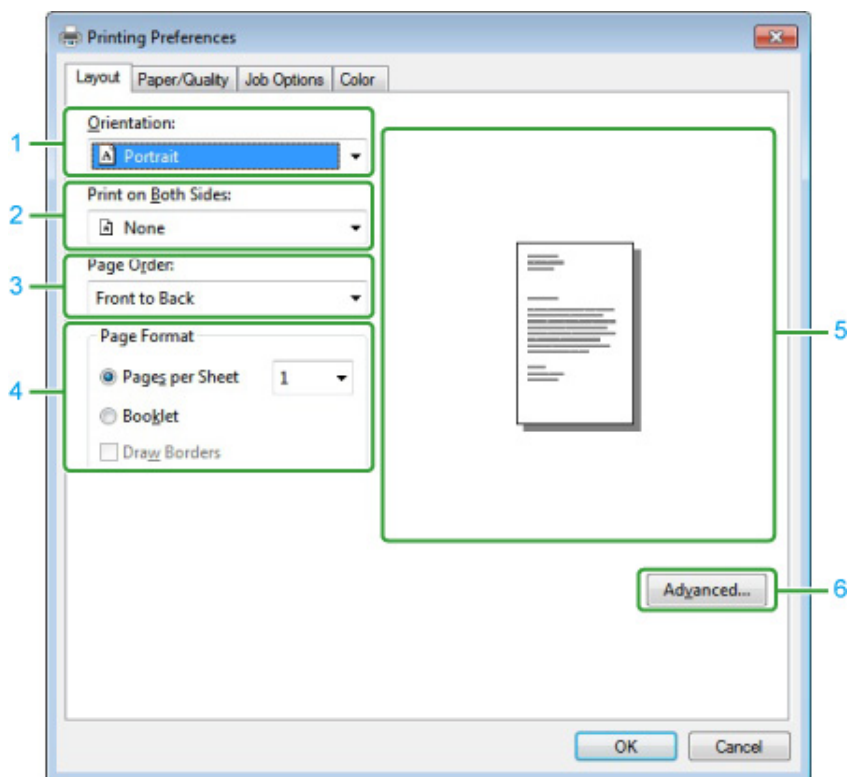 Printing Preferences
Layout Paper/Quality Job Options Color
1
Orientation:
Portrait
2
Print on Both Sides:
None
3
Page Order:
Front to Back
4
Page Format
Pages per Sheet 1
Booklet
Draw Borders
5
Advanced...
6
OK Cancel